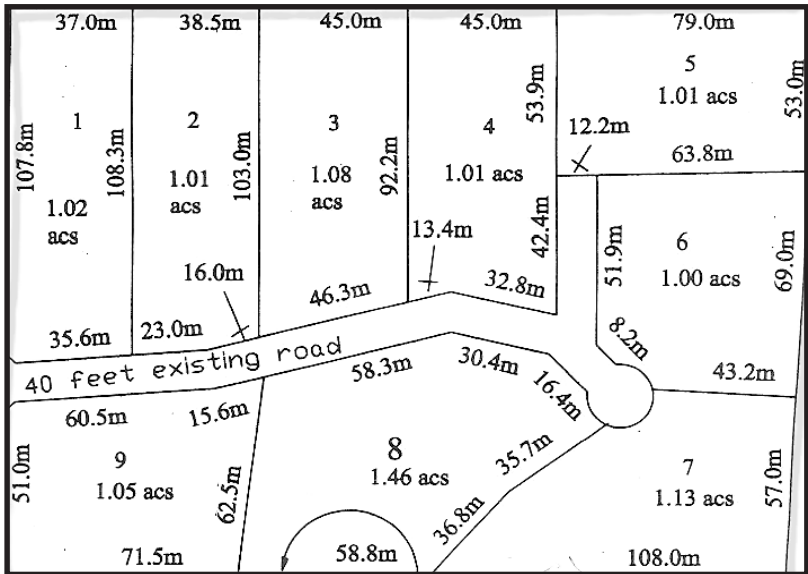 37.0m
38.5m
45.0m
45.0m
79.0m
1
107.8m
108.3m
1.02
acs
2
1.01
acs
103.0m
3
1.08
acs
92.2m
4
1.01 acs
53.9m
5
1.01 acs
53.0m
12.2m
63.8m
42.4m
13.4m
16.0m
46.3m
32.8m
51.9m
6
1.00 acs
69.0m
35.6m
23.0m
8.2m
43.2m
40 feet existing road
58.3m
30.4m
16.4m
60.5m
15.6m
51.0m
9
1.05 acs
62.5m
8
1.46 acs
35.7m
36.8m
7
1.13 acs
57.0m
71.5m
58.8m
108.0m